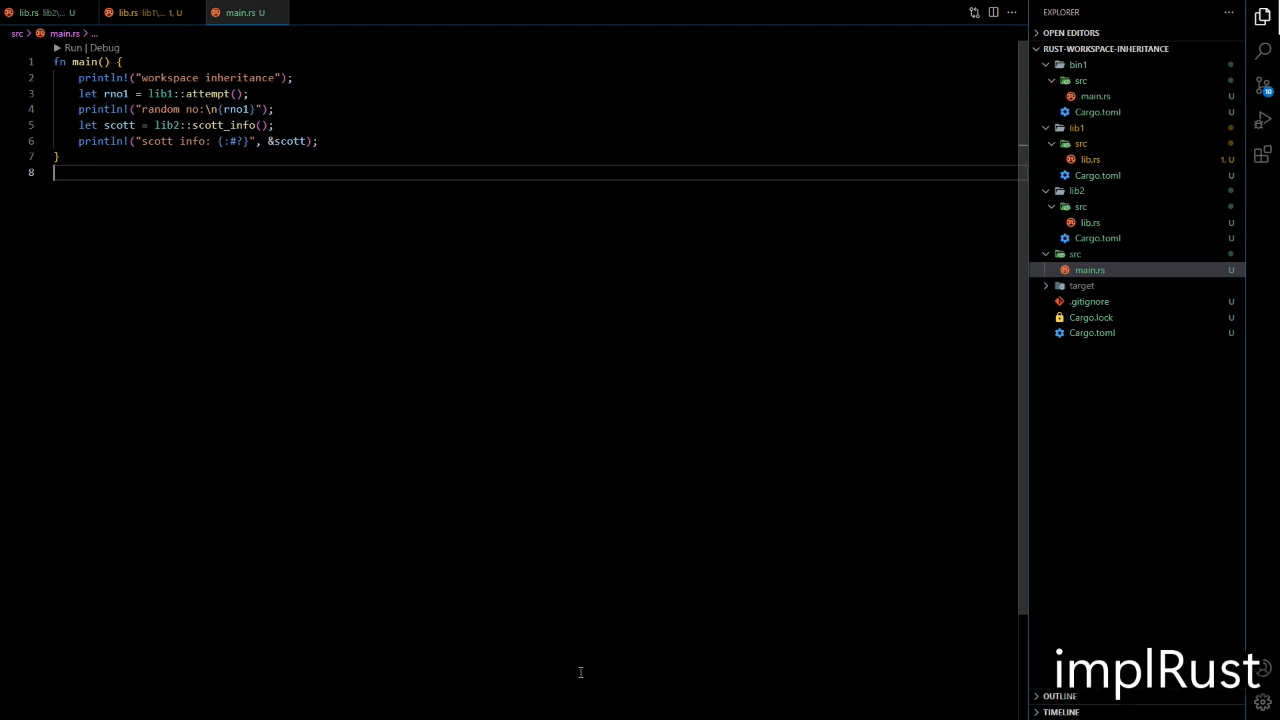 lib.rs lib2\... U
lib.rs lib1\... 1, U
main.rs U
...
src > main.rs > ...
Run | Debug
1 fn main() {
2 println!("workspace inheritance");
3 let rno1 = lib1::attempt();
4 println!("random no:\n{rno1}");
5 let scott = lib2::scott_info();
6 println!("scott info: {:#?}", &scott);
7 }
8
EXPLORER
...
OPEN EDITORS
RUST-WORKSPACE-INHERITANCE
bin1
src
main.rs U
Cargo.toml U
lib1
src
lib.rs 1, U
Cargo.toml U
lib2
src
lib.rs U
Cargo.toml U
src
main.rs U
target
.gitignore U
Cargo.lock U
Cargo.toml U
10
implRust
OUTLINE
TIMELINE